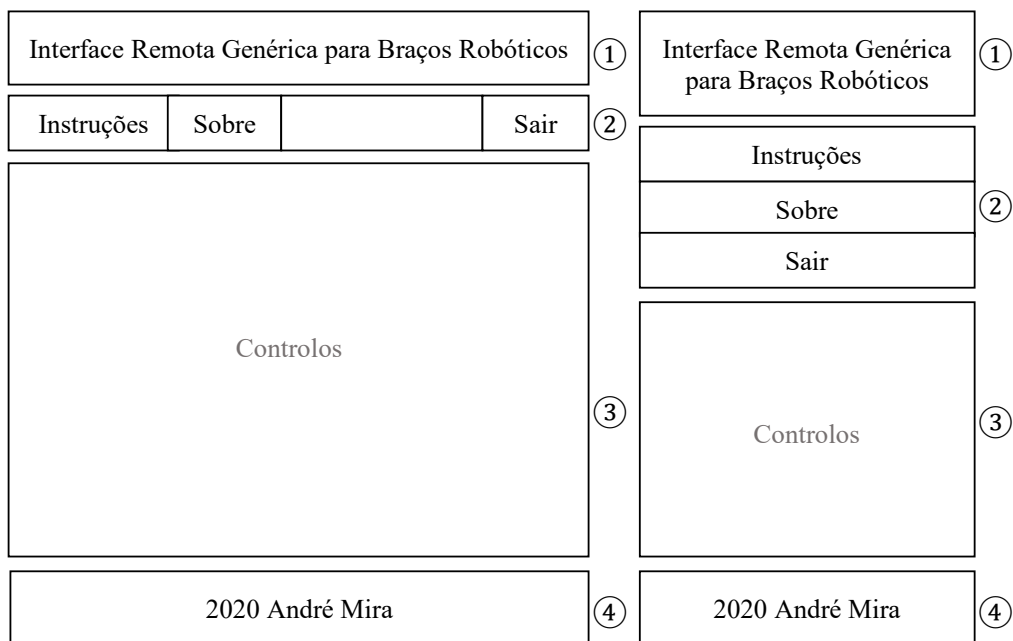 Interface Remota Genérica para Braços Robóticos
①
Instruções Sobre Sair
②
Controlos
③
2020 André Mira
④
Interface Remota Genérica
para Braços Robóticos
①
Instruções
Sobre
②
Sair
Controlos
③
2020 André Mira
④